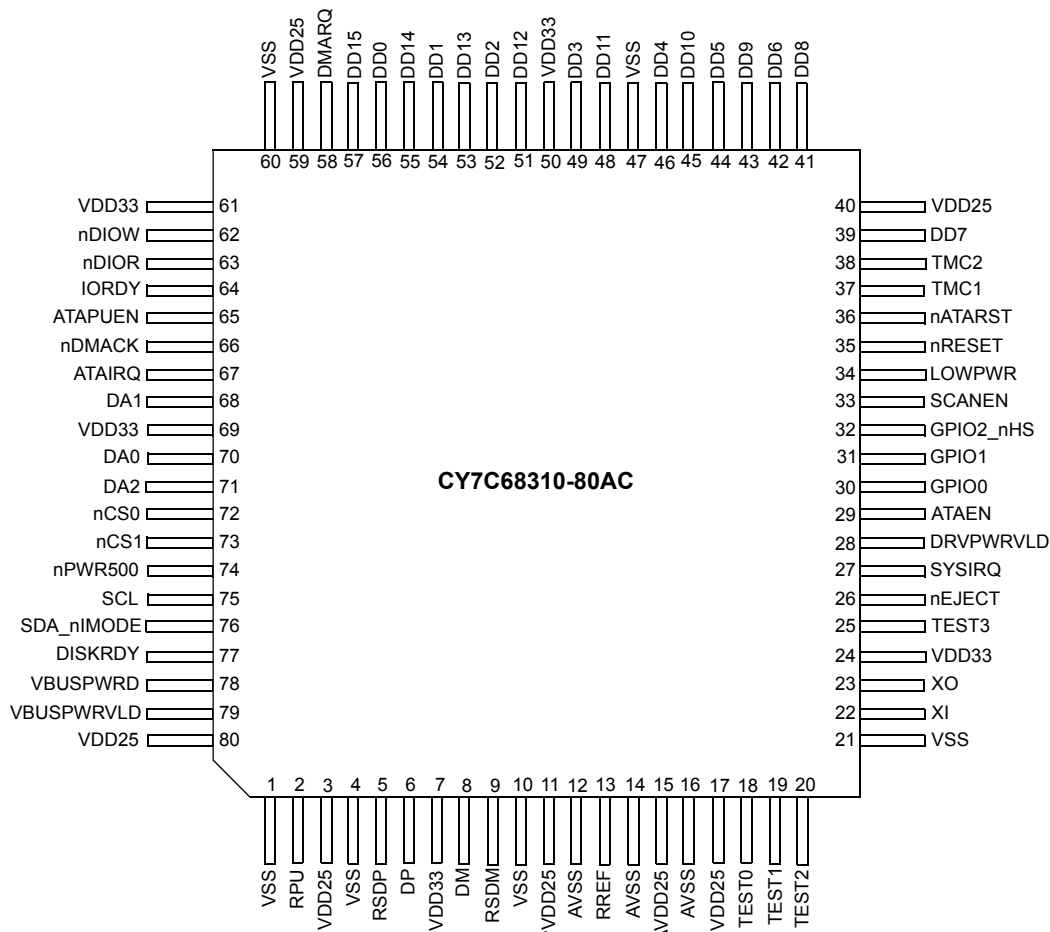 VSS VDD25 DMARQ DD15 DD0 DD14 DD1 DD13 DD2 DD12 VDD33 DD3 DD11 VSS DD4 DD10 DD5 DD9 DD6 DD8
60 59 58 57 56 55 54 53 52 51 50 49 48 47 46 45 44 43 42 41
VDD33 61 40 VDD25
nDIOW 62 39 DD7
nDIOR 63 38 TMC2
IORDY 64 37 TMC1
ATAPUEN 65 36 nATARST
nDMACK 66 35 nRESET
ATAIRQ 67 34 LOWPWR
DA1 68 33 SCANEN
VDD33 69 32 GPIO2_nHS
DA0 70 31 GPIO1
CY7C68310-80AC
DA2 71 30 GPIO0
nCS0 72 29 ATAEN
nCS1 73 28 DRVPWRVLD
nPWR500 74 27 SYSIRQ
SCL 75 26 nEJECT
SDA_nIMODE 76 25 TEST3
DISKRDY 77 24 VDD33
VBUSPWRD 78 23 XO
VBUSPWRVLD 79 22 XI
VDD25 80 21 VSS
1 2 3 4 5 6 7 8 9 10 11 12 13 14 15 16 17 18 19 20
VSS RPU VDD25 VSS RSDP DP VDD33 DM RSDM VSS VDD25 AVSS RREF AVSS AVDD25 AVSS VDD25 TEST0 TEST1 TEST2